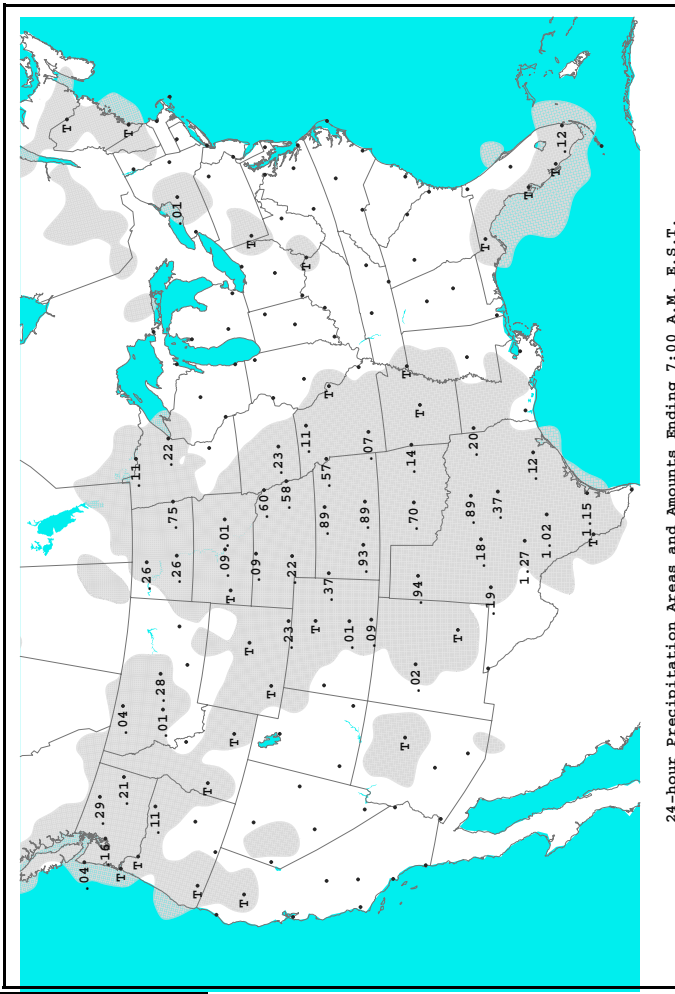 T
.04
.29
.16
T
.04
.21
T
.11
T
.26
.11
.28
.01
.22
.75
.26
.01
T
T
.01
.09
T
T
T
T
T
.09
.60
T
.23
.58
.23
.22
.11
T
T
.89
.57
.37
T
.01
.93
.89
.07
.09
T
T
.14
.70
.02
.94
T
T
.89
.20
.18
T
.19
.37
1.27
T
.12
1.02
T
.12
1.15
T
24-hour Precipitation Areas and Amounts Ending 7:00 A.M. E.S.T.